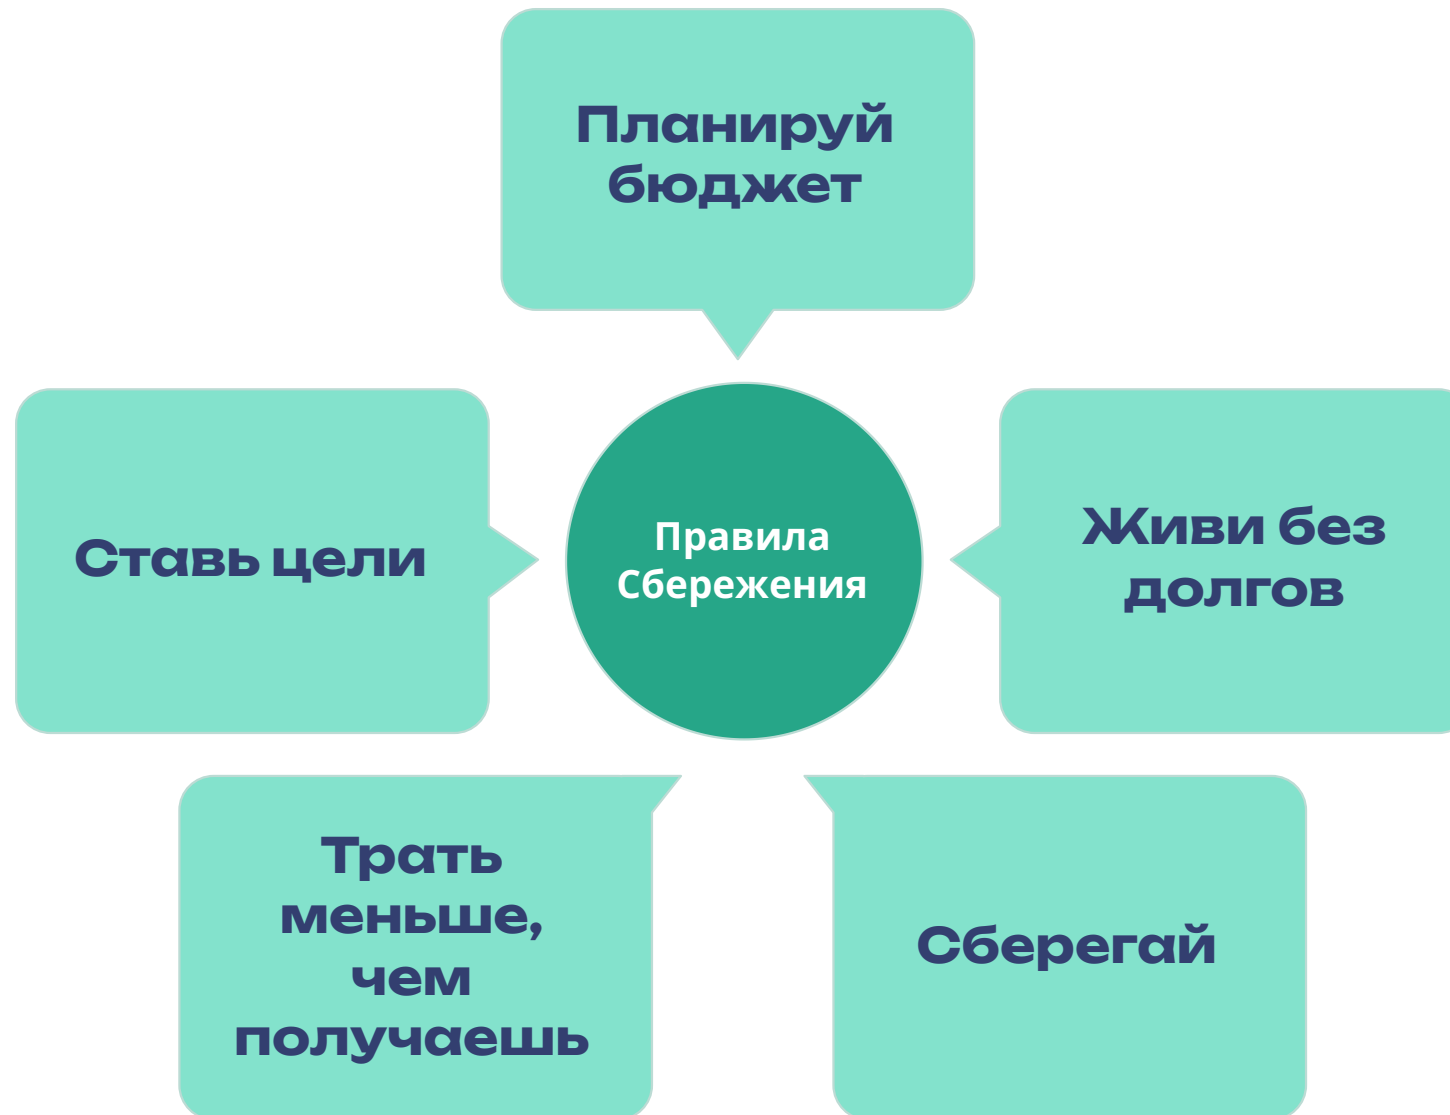 Планируй
бюджет
Ставь цели
Правила
Сбережения
Живи без
долгов
Трать
меньше,
чем
получаешь
Сберегай